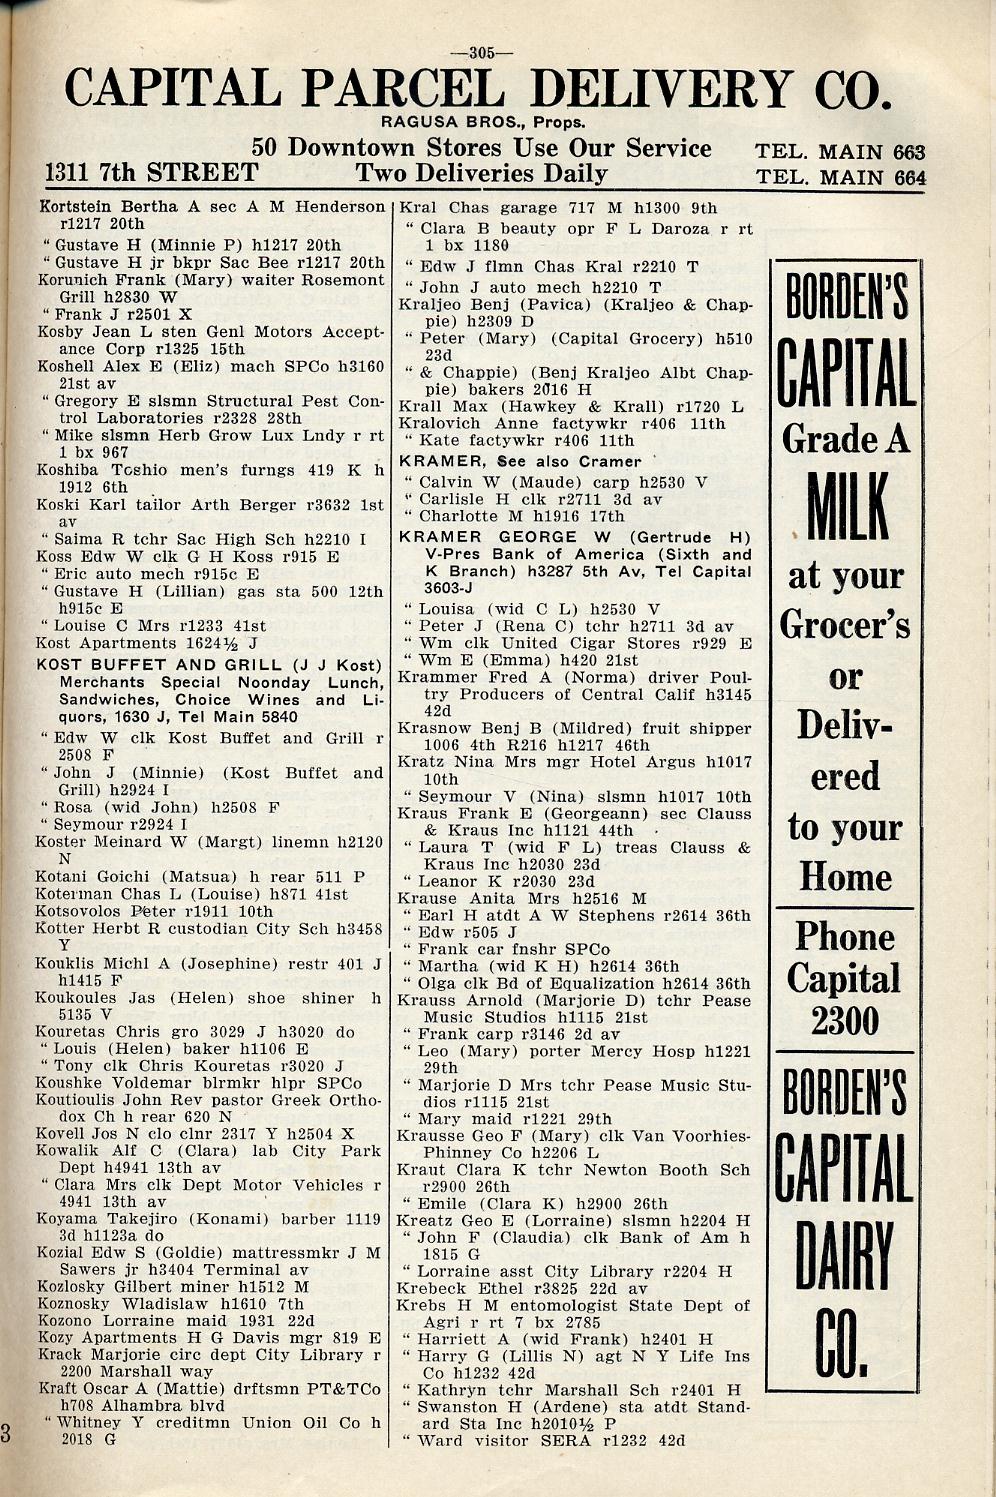 —305—
CAPITAL PARCEL DELIVERY CO.
RAGUSA BROS., Props.
50 Downtown Stores Use Our Service
TEL. MAIN 663
1311 7th STREET
Two Deliveries Daily
TEL. MAIN 664
Kortstein Bertha A sec A M Henderson
r1217 20th
" Gustave H (Minnie P) h1217 20th
" Gustave H jr bkpr Sac Bee r1217 20th
Korunich Frank (Mary) waiter Rosemont
Grill h2830 W
" Frank J r2501 X
Kosby Jean L sten Genl Motors Accept-
ance Corp r1325 15th
Koshell Alex E (Eliz) mach SPCo h3160
21st av
" Gregory E slsmn Structural Pest Con-
trol Laboratories r2328 28th
" Mike slsmn Herb Grow Lux Lndy r rt
1 bx 967
Koshiba Toshio men's furngs 419 K h
1912 6th
Koski Karl tailor Arth Berger r3632 1st
av
" Saima R tchr Sac High Sch h2210 I
Koss Edw W clk G H Koss r915 E
" Eric auto mech r915c E
" Gustave H (Lillian) gas sta 500 12th
h915c E
" Louise C Mrs r1233 41st
Kost Apartments 1624½ J
KOST BUFFET AND GRILL (J J Kost)
Merchants Special Noonday Lunch,
Sandwiches, Choice Wines and Li-
quors, 1630 J, Tel Main 5840
" Edw W clk Kost Buffet and Grill r
2508 F
" John J (Minnie) (Kost Buffet and
Grill) h2924 I
" Rosa (wid John) h2508 F
" Seymour r2924 I
Koster Meinard W (Margt) linemn h2120
N
Kotani Goichi (Matsua) h rear 511 P
Koterman Chas L (Louise) h871 41st
Kotsovolos Peter r1911 10th
Kotter Herbt R custodian City Sch h3458
Y
Kouklis Michl A (Josephine) restr 401 J
h1415 F
Koukoules Jas (Helen) shoe shiner h
5135 V
Kouretas Chris gro 3029 J h3020 do
" Louis (Helen) baker h1106 E
" Tony clk Chris Kouretas r3020 J
Koushke Voldemar blrmkr hlpr SPCo
Koutioulis John Rev pastor Greek Ortho-
dox Ch h rear 620 N
Kovell Jos N clo clnr 2317 Y h2504 X
Kowalik Alf C (Clara) lab City Park
Dept h4941 13th av
" Clara Mrs clk Dept Motor Vehicles r
4941 13th av
Koyama Takejiro (Konami) barber 1119
3d h1123a do
Kozial Edw S (Goldie) mattressmkr J M
Sawers jr h3404 Terminal av
Kozlosky Gilbert miner h1512 M
Koznosky Wladislaw h1610 7th
Kozono Lorraine maid 1931 22d
Kozy Apartments H G Davis mgr 819 E
Krack Marjorie circ dept City Library r
2200 Marshall way
Kraft Oscar A (Mattie) drftsmn PT&TCo
h708 Alhambra blvd
" Whitney Y creditmn Union Oil Co h
2018 G
3
Kral Chas garage 717 M h1300 9th
" Clara B beauty opr F L Daroza r rt
1 bx 1180
" Edw J flmn Chas Kral r2210 T
" John J auto mech h2210 T
Kraljeo Benj (Pavica) (Kraljeo & Chap-
pie) h2309 D
" Peter (Mary) (Capital Grocery) h510
23d
" & Chappie) (Benj Kraljeo Albt Chap-
pie) bakers 2016 H
Krall Max (Hawkey & Krall) r1720 L
Kralovich Anne factywkr r406 11th
" Kate factywkr r406 11th
KRAMER, See also Cramer
" Calvin W (Maude) carp h2530 V
" Carlisle H clk r2711 3d av
" Charlotte M h1916 17th
KRAMER GEORGE W (Gertrude H)
V-Pres Bank of America (Sixth and
K Branch) h3287 5th Av, Tel Capital
3603-J
" Louisa (wid C L) h2530 V
" Peter J (Rena C) tchr h2711 3d av
" Wm clk United Cigar Stores r929 E
" Wm E (Emma) h420 21st
Krammer Fred A (Norma) driver Poul-
try Producers of Central Calif h3145
42d
Krasnow Benj B (Mildred) fruit shipper
1006 4th R216 h1217 46th
Kratz Nina Mrs mgr Hotel Argus h1017
10th
" Seymour V (Nina) slsmn h1017 10th
Kraus Frank E (Georgeann) sec Clauss
& Kraus Inc h1121 44th
" Laura T (wid F L) treas Clauss &
Kraus Inc h2030 23d
" Leanor K r2030 23d
Krause Anita Mrs h2516 M
" Earl H atdt A W Stephens r2614 36th
" Edw r505 J
" Frank car fnshr SPCo
" Martha (wid K H) h2614 36th
" Olga clk Bd of Equalization h2614 36th
Krauss Arnold (Marjorie D) tchr Pease
Music Studios h1115 21st
" Frank carp r3146 2d av
" Leo (Mary) porter Mercy Hosp h1221
29th
" Marjorie D Mrs tchr Pease Music Stu-
dios r1115 21st
" Mary maid r1221 29th
Krausse Geo F (Mary) clk Van Voorhies-
Phinney Co h2206 L
Kraut Clara K tchr Newton Booth Sch
r2900 26th
" Emile (Clara K) h2900 26th
Kreatz Geo E (Lorraine) slsmn h2204 H
" John F (Claudia) clk Bank of Am h
1815 G
" Lorraine asst City Library r2204 H
Krebeck Ethel r3825 22d av
Krebs H M entomologist State Dept of
Agri r rt 7 bx 2785
" Harriett A (wid Frank) h2401 H
" Harry G (Lillis N) agt N Y Life Ins
Co h1232 42d
" Kathryn tchr Marshall Sch r2401 H
" Swanston H (Ardene) sta atdt Stand-
ard Sta Inc h2010½ P
" Ward visitor SERA r1232 42d
BORDEN'S
CAPITAL
Grade A
MILK
at your
Grocer's
or
Deliv-
ered
to your
Home
Phone
Capital
2300
BORDEN'S
CAPITAL
DAIRY
CO.